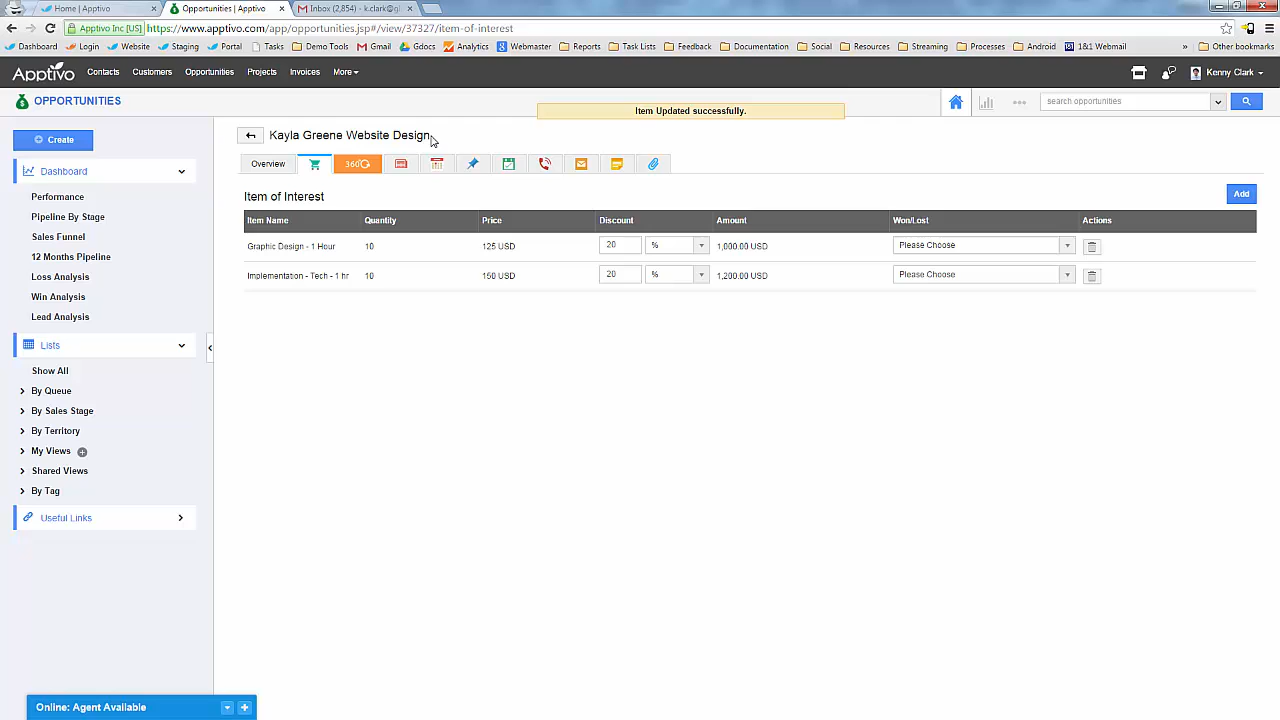 Home | Apptivo
Opportunities | Apptivo
Inbox (2,854) - k.clark@gl
Apptivo Inc [US]
https://www.apptivo.com/app/opportunities.jsp#/view/37327/item-of-interest
Dashboard Login Website Staging Portal Tasks Demo Tools Gmail Gdocs Analytics Webmaster Reports Task Lists Feedback Documentation Social Resources Streaming Processes Android 1&1 Webmail » Other bookmarks
Apptivo Contacts Customers Opportunities Projects Invoices More Kenny Clark
OPPORTUNITIES
Item Updated successfully.
search opportunities
Create
Dashboard
Performance
Pipeline By Stage
Sales Funnel
12 Months Pipeline
Loss Analysis
Win Analysis
Lead Analysis
Lists
Show All
By Queue
By Sales Stage
By Territory
My Views
Shared Views
By Tag
Useful Links
Kayla Greene Website Design
Overview
360
Item of Interest
Add
Item Name Quantity Price Discount Amount Won/Lost Actions
Graphic Design - 1 Hour 10 125 USD 20 % 1,000.00 USD Please Choose
Implementation - Tech - 1 hr 10 150 USD 20 % 1,200.00 USD Please Choose
Online: Agent Available